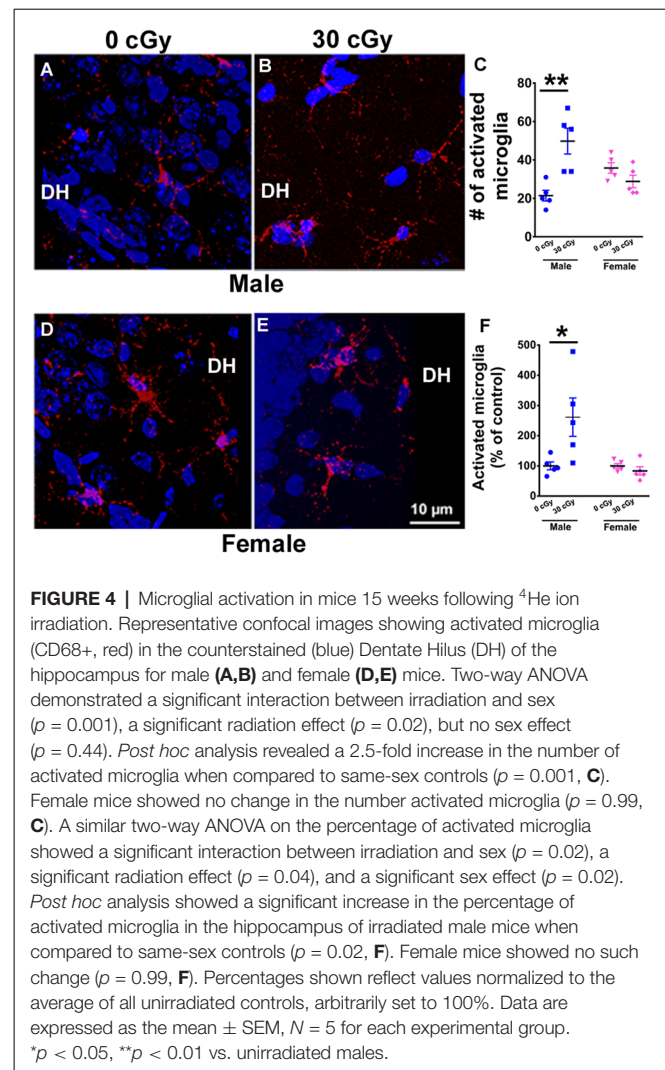 0 cGy 30 cGy
A B C
DH DH
Male
# of activated
microglia
80
60
40
20
0
**
0 cGy 30 cGy 0 cGy 30 cGy
Male Female
D E F
DH
10 µm
Female
Activated microglia
(% of control)
500
400
300
200
100
0
*
0 cGy 30 cGy 0 cGy 30 cGy
Male Female
FIGURE 4 | Microglial activation in mice 15 weeks following ⁴He ion
irradiation. Representative confocal images showing activated microglia
(CD68+, red) in the counterstained (blue) Dentate Hilus (DH) of the
hippocampus for male (A,B) and female (D,E) mice. Two-way ANOVA
demonstrated a significant interaction between irradiation and sex
(p = 0.001), a significant radiation effect (p = 0.02), but no sex effect
(p = 0.44). Post hoc analysis revealed a 2.5-fold increase in the number of
activated microglia when compared to same-sex controls (p = 0.001, C).
Female mice showed no change in the number activated microglia (p = 0.99,
C). A similar two-way ANOVA on the percentage of activated microglia
showed a significant interaction between irradiation and sex (p = 0.02), a
significant radiation effect (p = 0.04), and a significant sex effect (p = 0.02).
Post hoc analysis showed a significant increase in the percentage of
activated microglia in the hippocampus of irradiated male mice when
compared to same-sex controls (p = 0.02, F). Female mice showed no such
change (p = 0.99, F). Percentages shown reflect values normalized to the
average of all unirradiated controls, arbitrarily set to 100%. Data are
expressed as the mean ± SEM, N = 5 for each experimental group.
*p < 0.05, **p < 0.01 vs. unirradiated males.